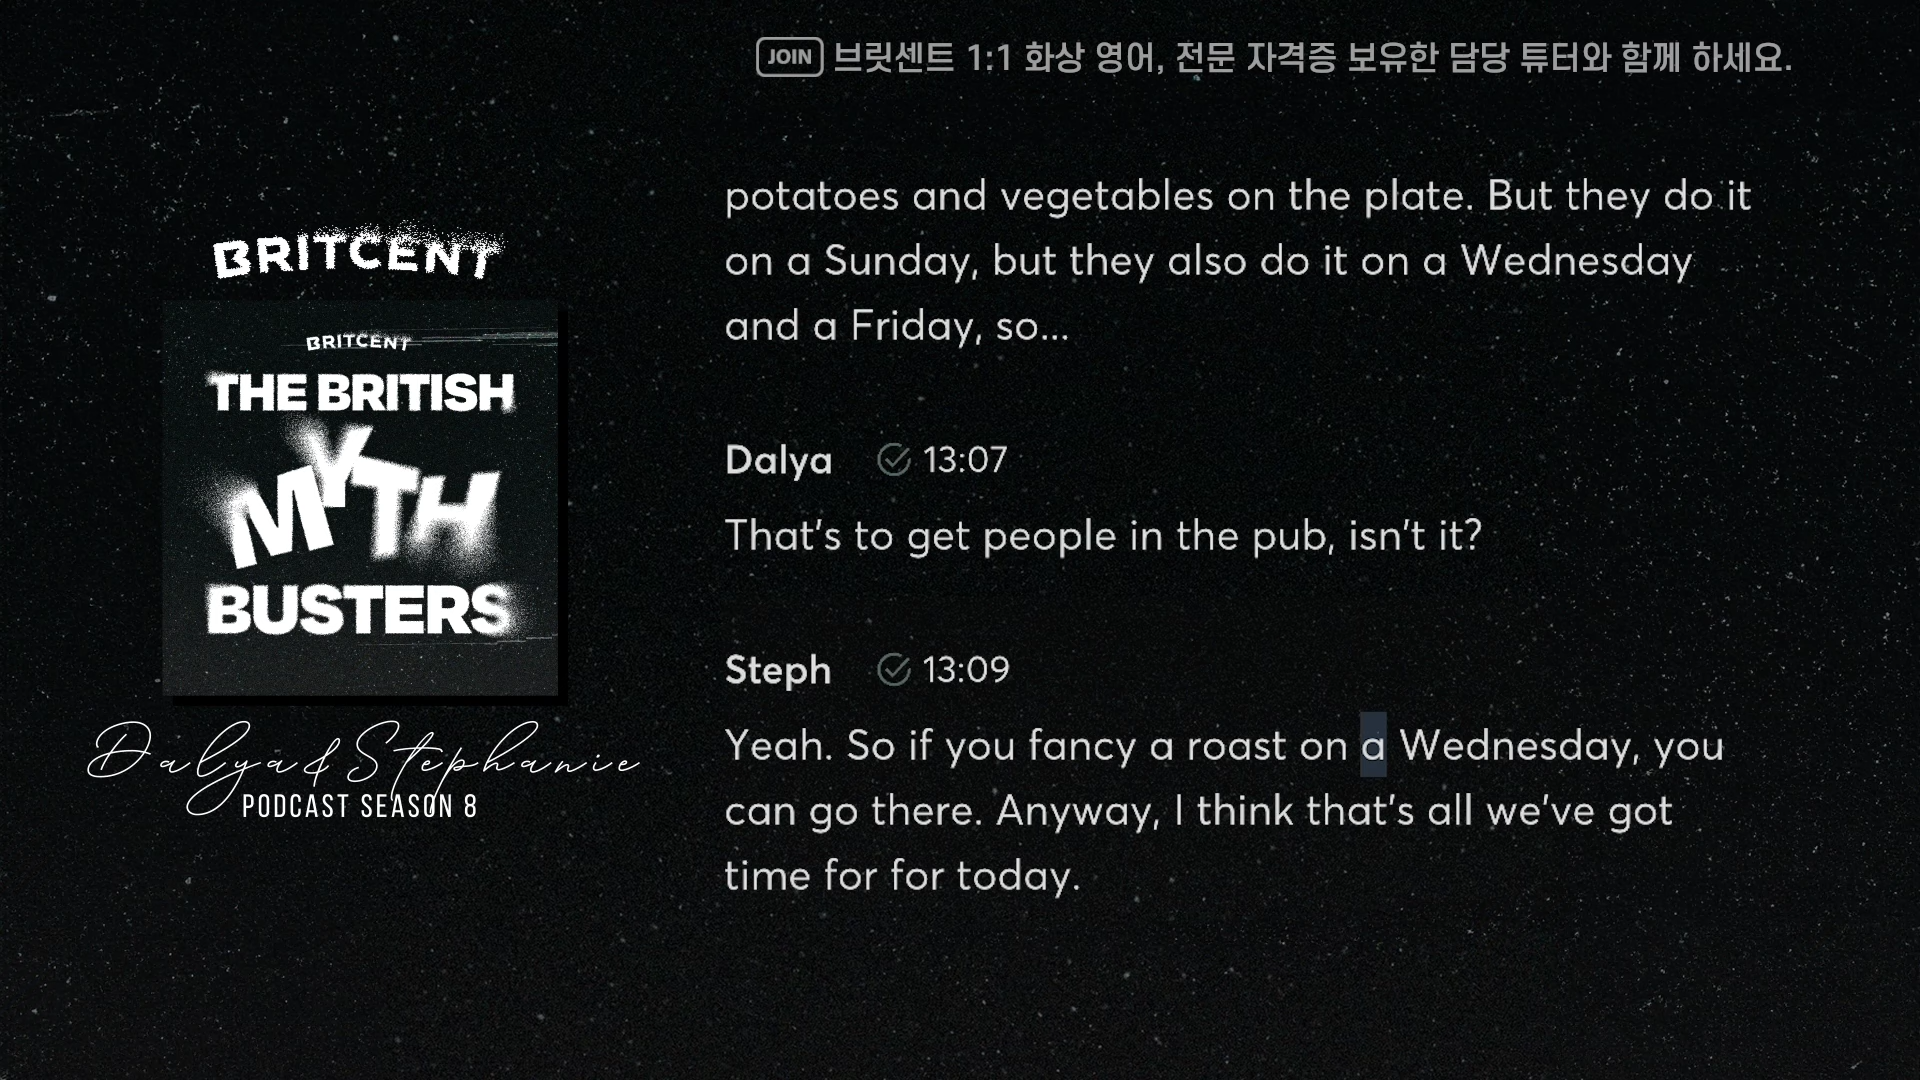 JOIN 브릿센트 1:1 화상 영어, 전문 자격증 보유한 담당 튜터와 함께 하세요.
BRITCENT
BRITCENT
THE BRITISH
MYTH
BUSTERS
Dalya & Stephanie
PODCAST SEASON 8
potatoes and vegetables on the plate. But they do it
on a Sunday, but they also do it on a Wednesday
and a Friday, so...
Dalya 13:07
That's to get people in the pub, isn't it?
Steph 13:09
Yeah. So if you fancy a roast on a Wednesday, you
can go there. Anyway, I think that's all we've got
time for for today.